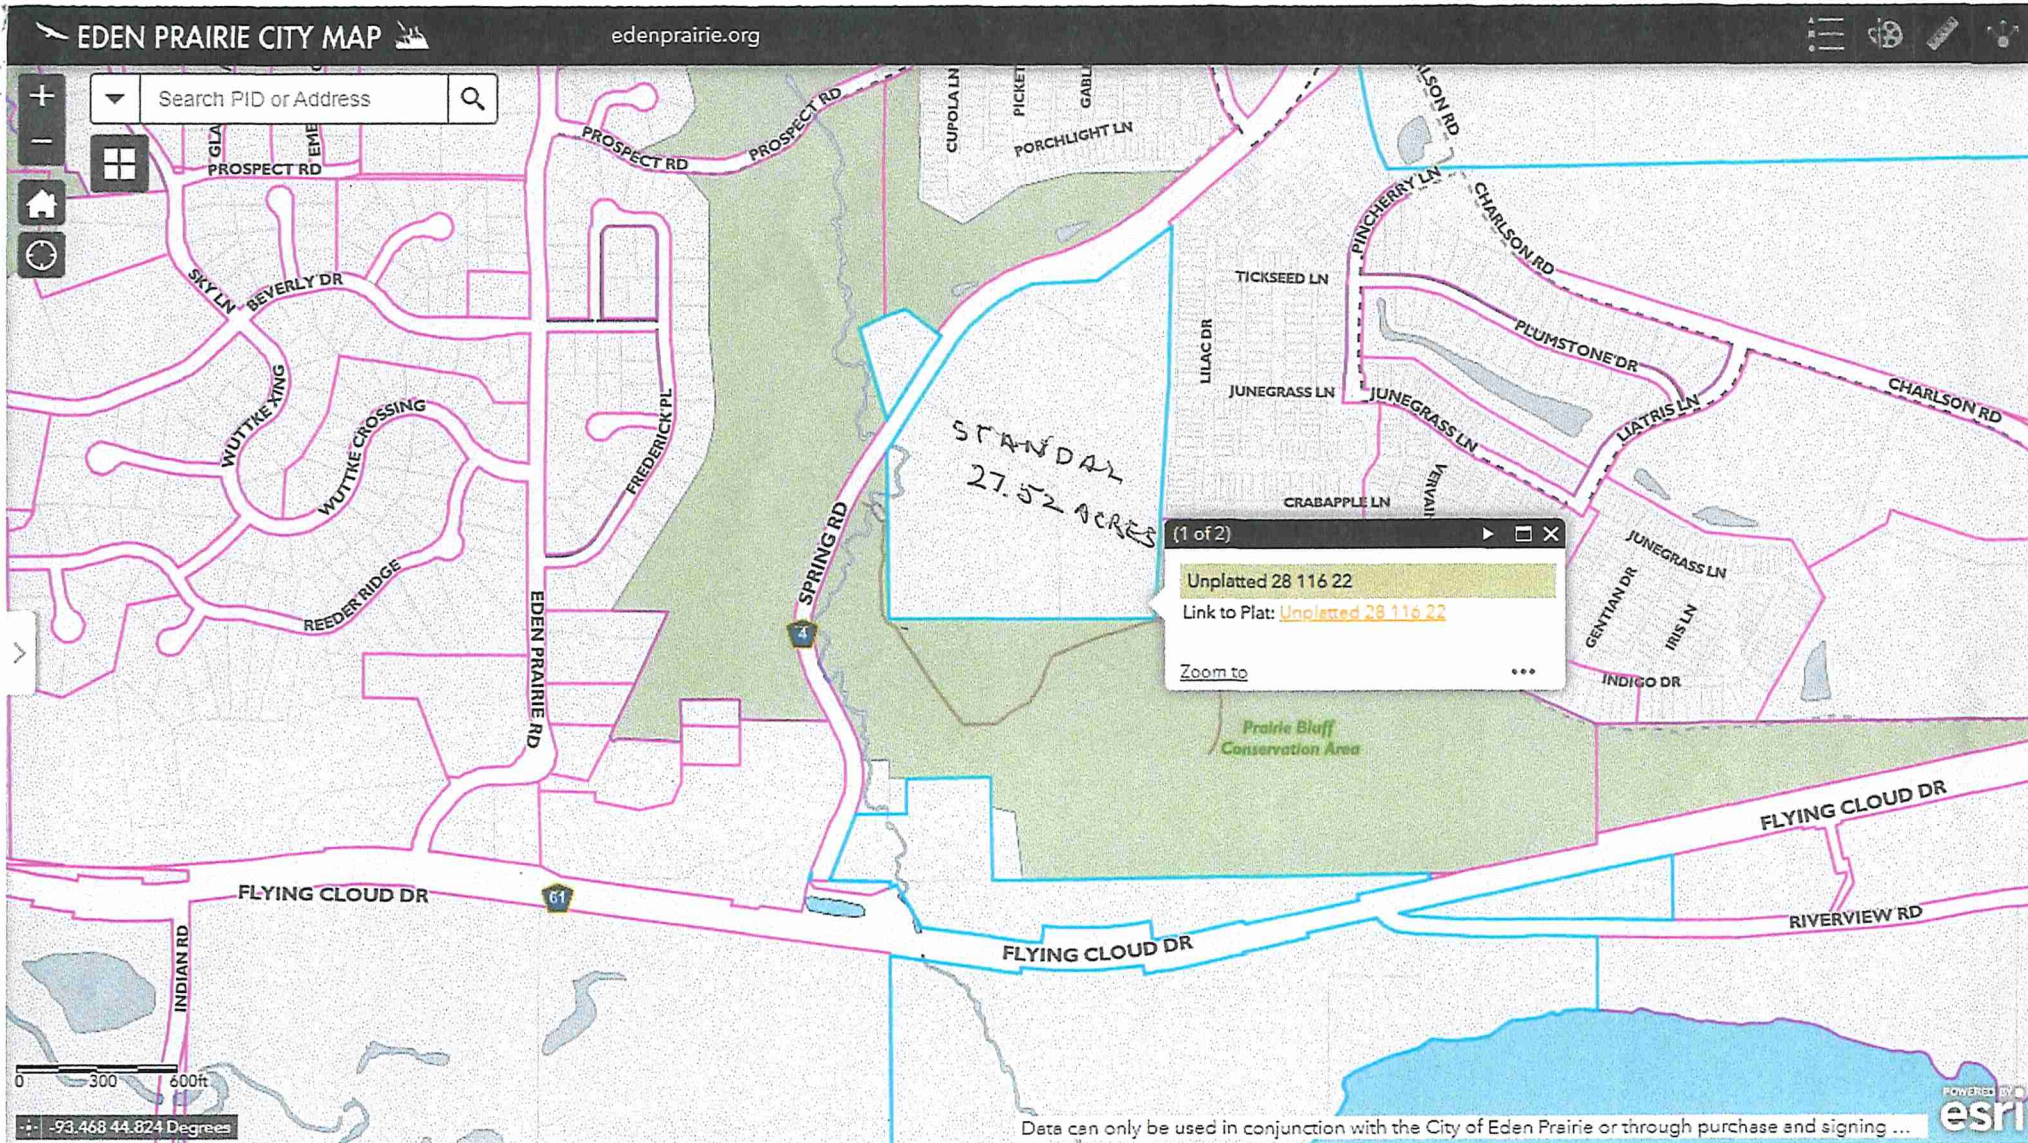 EDEN PRAIRIE CITY MAP
edenprairie.org
+
Search PID or Address
−
CUPOLA LN
PORCHLIGHT LN
PROSPECT RD
PROSPECT RD
PROSPECT RD
PINCHERRY LN
CHARLSON RD
SKY LN
BEVERLY DR
TICKSEED LN
PLUMSTONE DR
LILAC DR
JUNEGRASS LN
JUNEGRASS LN
LIATRIS LN
CHARLSON RD
WUTTKE XING
WUTTKE CROSSING
FREDERICK PL
STANDAL
27.52 ACRES
CRABAPPLE LN
SPRING RD
(1 of 2)
Unplatted 28 116 22
Link to Plat: Unplatted 28 116 22
Zoom to
JUNEGRASS LN
GENTIAN DR
IRIS LN
INDIGO DR
REEDER RIDGE
EDEN PRAIRIE RD
4
Prairie Bluff
Conservation Area
FLYING CLOUD DR
FLYING CLOUD DR
61
RIVERVIEW RD
FLYING CLOUD DR
INDIAN RD
0 300 600ft
-93.468 44.824 Degrees
Data can only be used in conjunction with the City of Eden Prairie or through purchase and signing ...
POWERED BY
esri